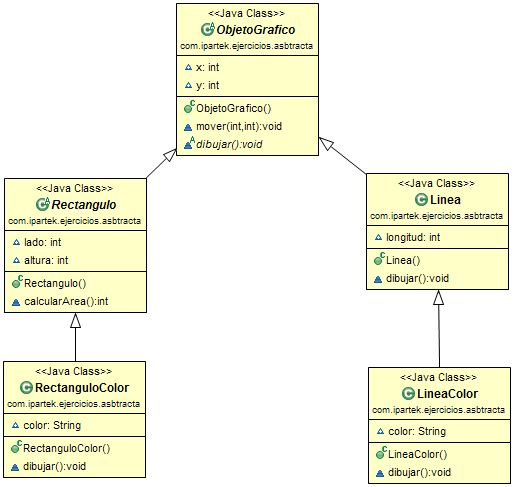 <<Java Class>>
ObjetoGrafico
com.ipartek.ejercicios.asbtracta
x: int
y: int
ObjetoGrafico()
mover(int,int):void
dibujar():void
<<Java Class>>
Rectangulo
com.ipartek.ejercicios.asbtracta
lado: int
altura: int
Rectangulo()
calcularArea():int
<<Java Class>>
Linea
com.ipartek.ejercicios.asbtracta
longitud: int
Linea()
dibujar():void
<<Java Class>>
RectanguloColor
com.ipartek.ejercicios.asbtracta
color: String
RectanguloColor()
dibujar():void
<<Java Class>>
LineaColor
com.ipartek.ejercicios.asbtracta
color: String
LineaColor()
dibujar():void